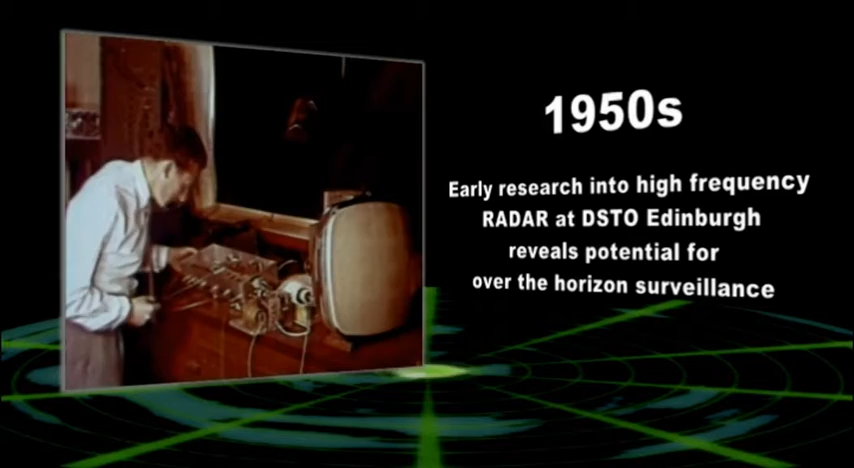 1950s
Early research into high frequency
RADAR at DSTO Edinburgh
reveals potential for
over the horizon surveillance